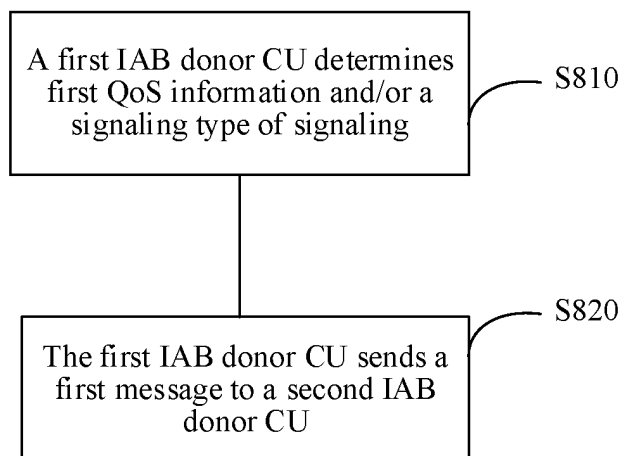 A first IAB donor CU determines
first QoS information and/or a
signaling type of signaling
S810
S820
The first IAB donor CU sends a
first message to a second IAB
donor CU